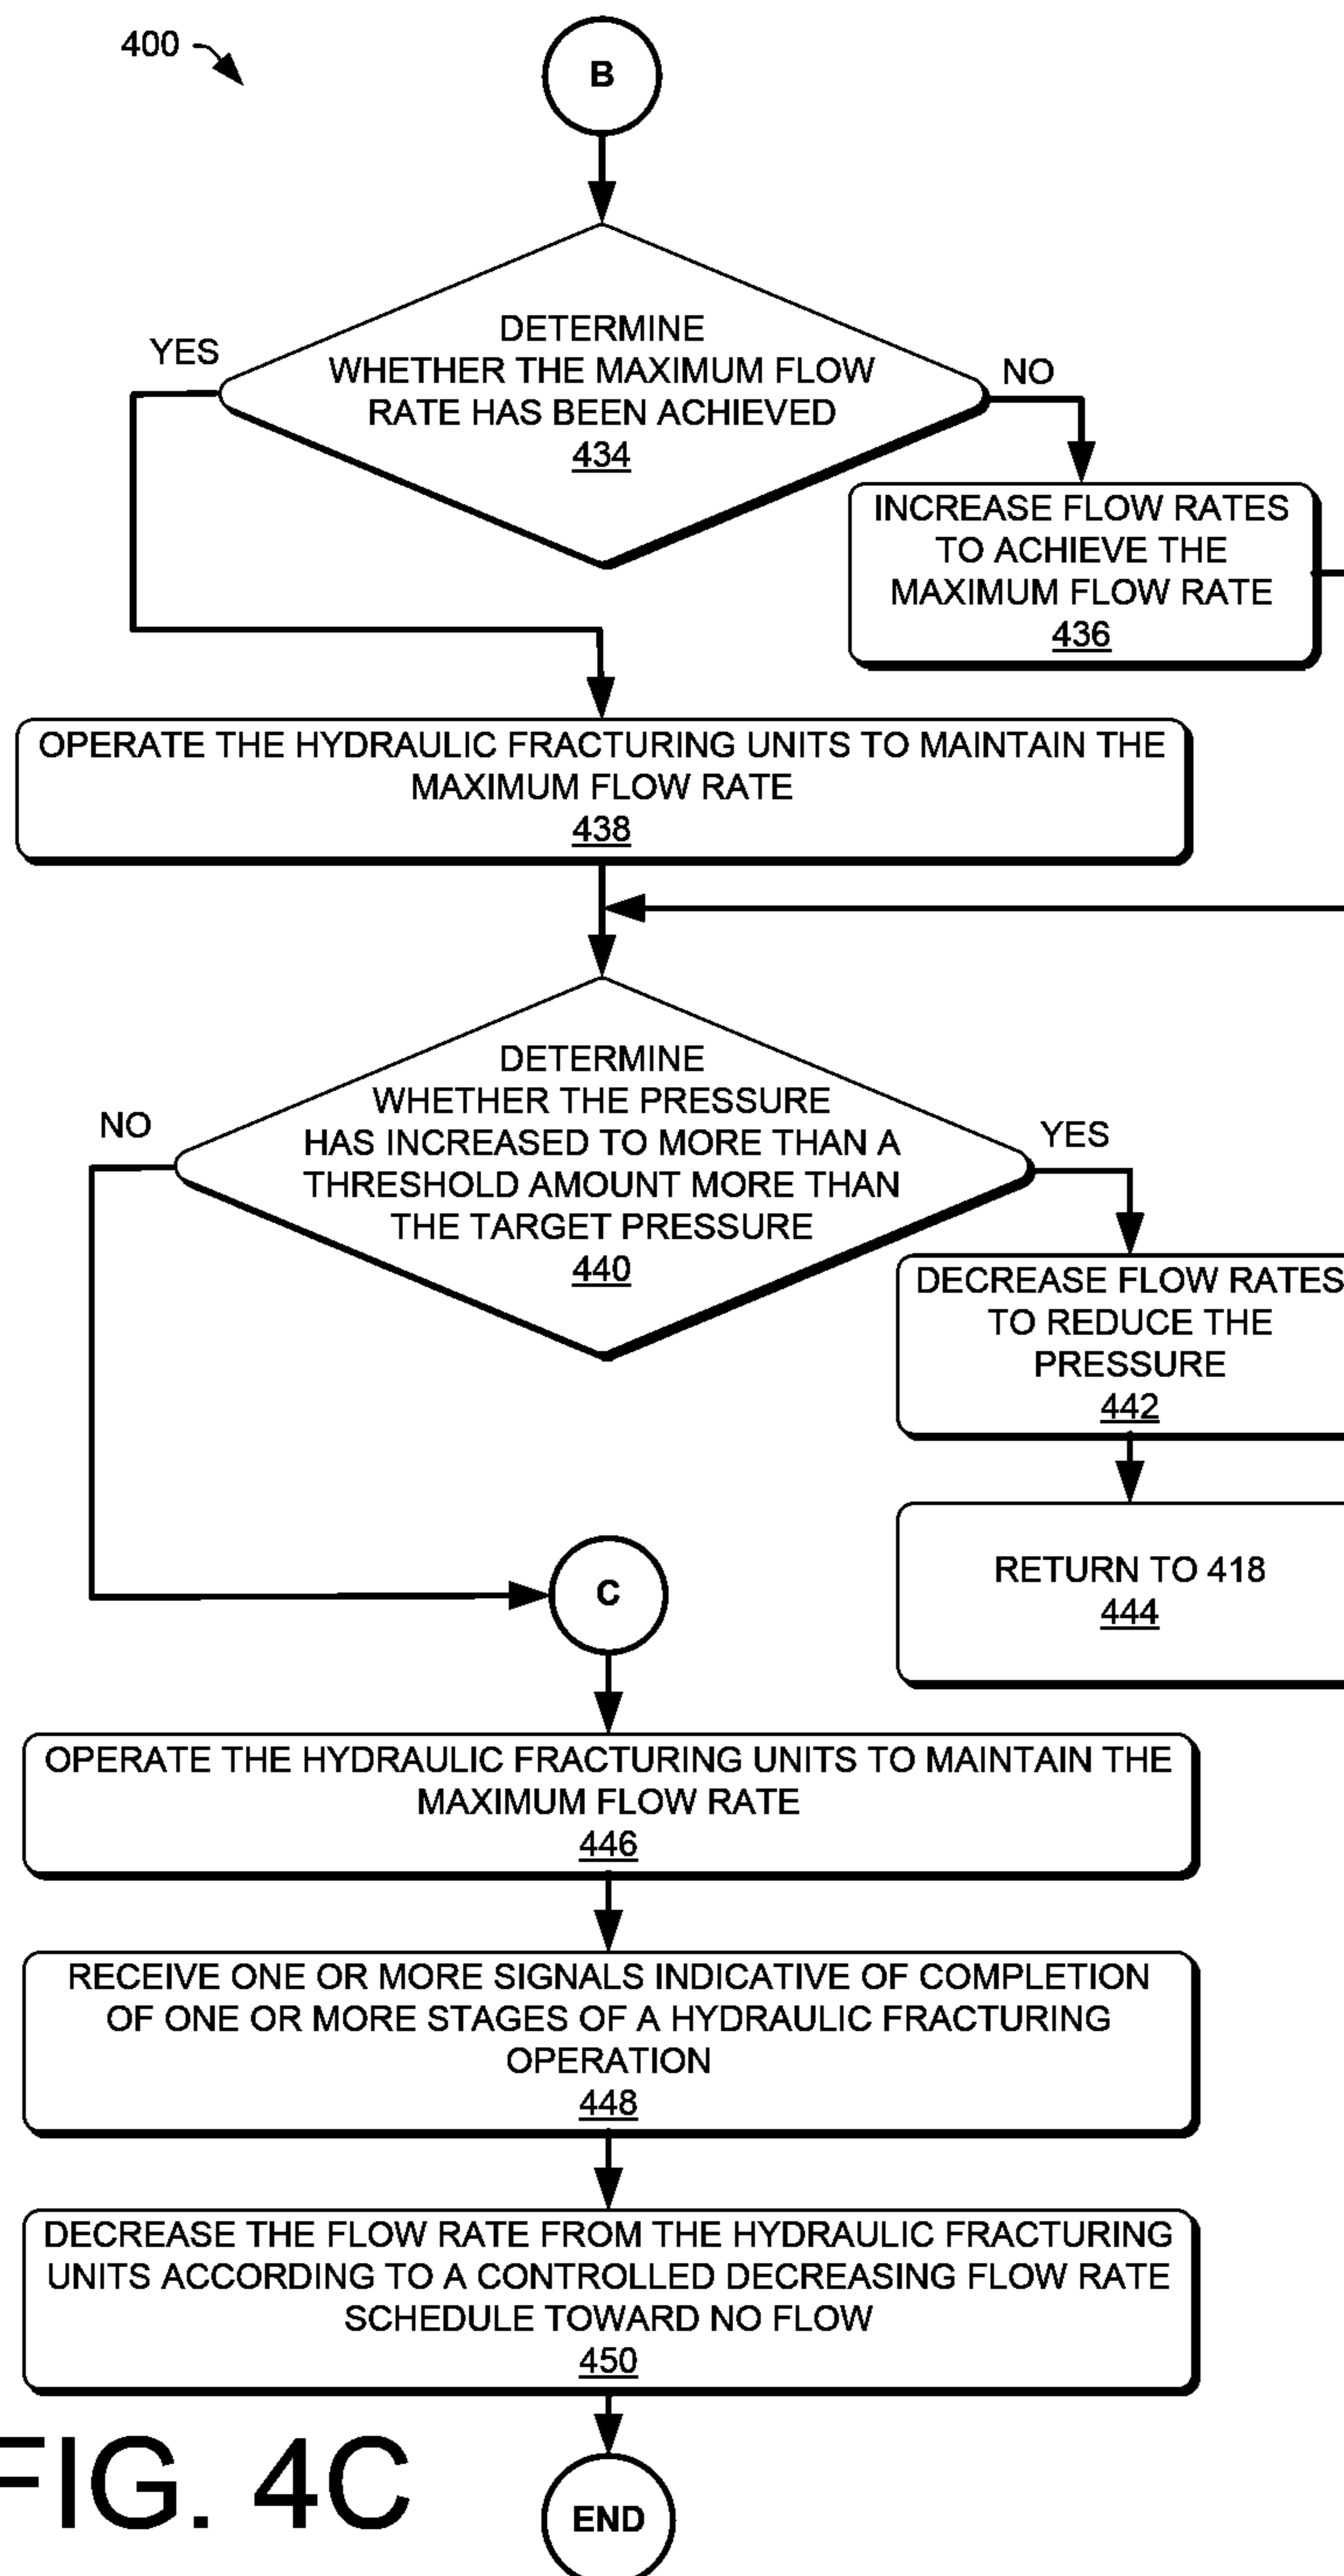 400
B
DETERMINE
WHETHER THE MAXIMUM FLOW
RATE HAS BEEN ACHIEVED
434
YES
NO
INCREASE FLOW RATES
TO ACHIEVE THE
MAXIMUM FLOW RATE
436
OPERATE THE HYDRAULIC FRACTURING UNITS TO MAINTAIN THE
MAXIMUM FLOW RATE
438
DETERMINE
WHETHER THE PRESSURE
HAS INCREASED TO MORE THAN A
THRESHOLD AMOUNT MORE THAN
THE TARGET PRESSURE
440
NO
YES
DECREASE FLOW RATES
TO REDUCE THE
PRESSURE
442
RETURN TO 418
444
C
OPERATE THE HYDRAULIC FRACTURING UNITS TO MAINTAIN THE
MAXIMUM FLOW RATE
446
RECEIVE ONE OR MORE SIGNALS INDICATIVE OF COMPLETION
OF ONE OR MORE STAGES OF A HYDRAULIC FRACTURING
OPERATION
448
DECREASE THE FLOW RATE FROM THE HYDRAULIC FRACTURING
UNITS ACCORDING TO A CONTROLLED DECREASING FLOW RATE
SCHEDULE TOWARD NO FLOW
450
END
FIG. 4C